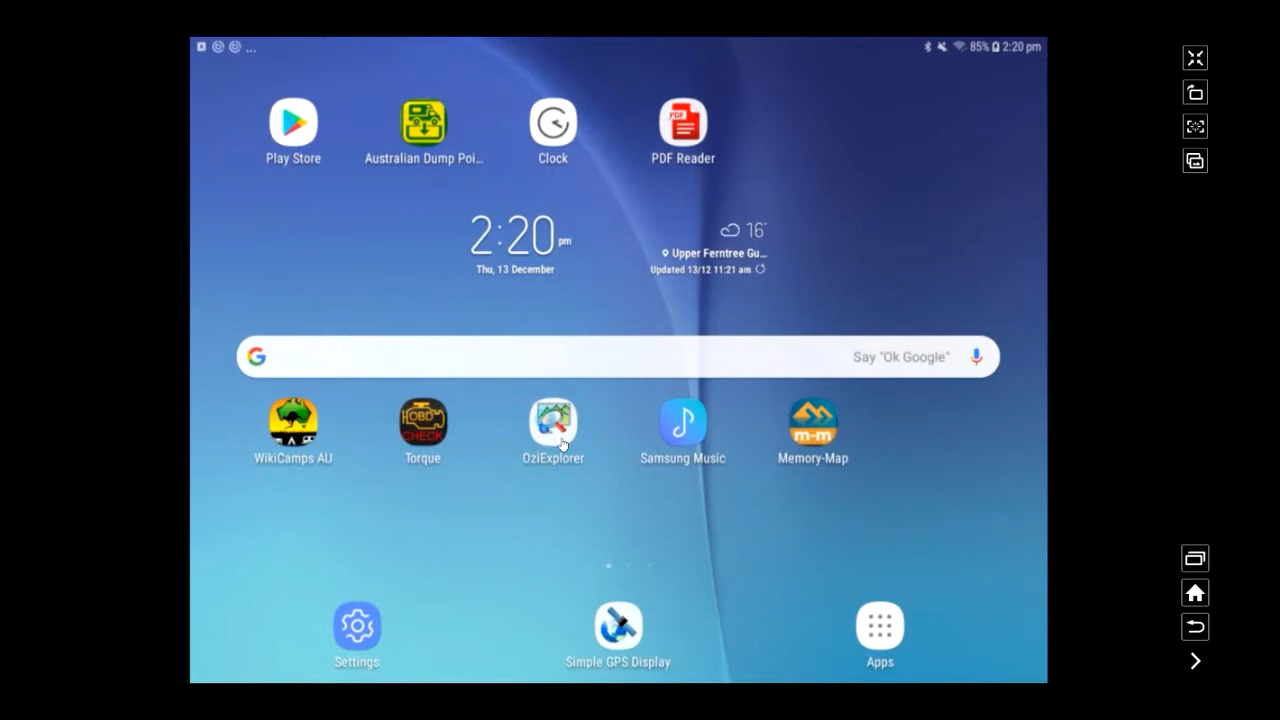 85% 2:20 pm
Play Store
Australian Dump Poi...
Clock
PDF
PDF Reader
2:20 pm
16°
Upper Ferntree Gu...
Thu, 13 December
Updated 13/12 11:21 am
G
Say "Ok Google"
OBD
CHECK
m-m
WikiCamps AU
Torque
OziExplorer
Samsung Music
Memory-Map
Settings
Simple GPS Display
Apps